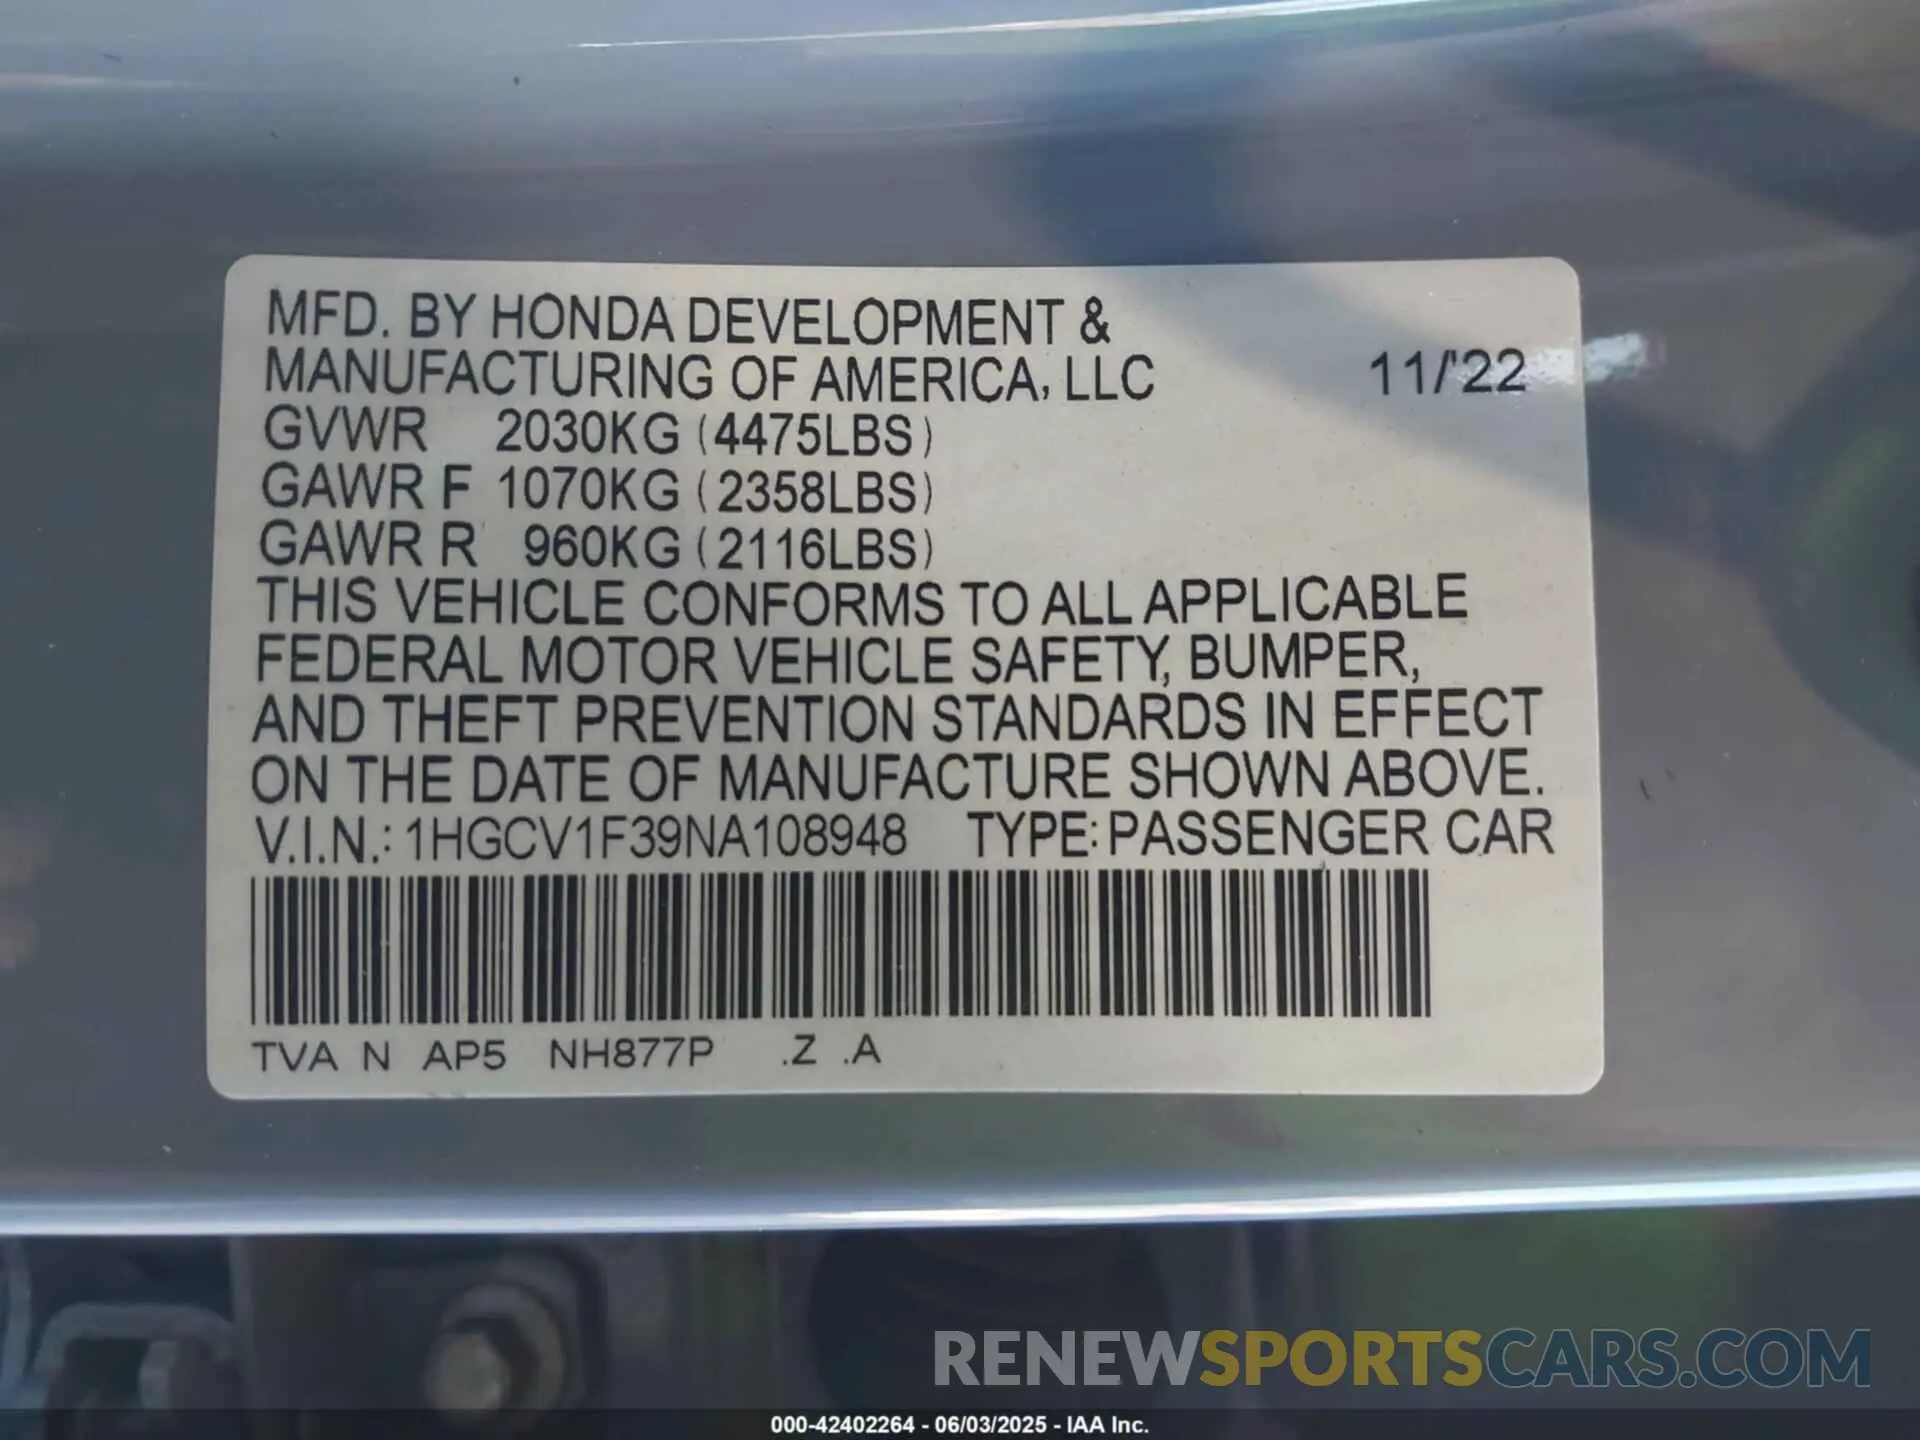 MFD. BY HONDA DEVELOPMENT &
MANUFACTURING OF AMERICA, LLC 11/'22
GVWR 2030KG (4475LBS)
GAWR F 1070KG (2358LBS)
GAWR R 960KG (2116LBS)
THIS VEHICLE CONFORMS TO ALL APPLICABLE
FEDERAL MOTOR VEHICLE SAFETY, BUMPER,
AND THEFT PREVENTION STANDARDS IN EFFECT
ON THE DATE OF MANUFACTURE SHOWN ABOVE.
V.I.N.: 1HGCV1F39NA108948 TYPE: PASSENGER CAR
TVA N AP5 NH877P .Z .A
RENEWSPORTSCARS.COM
000-42402264 - 06/03/2025 - IAA Inc.